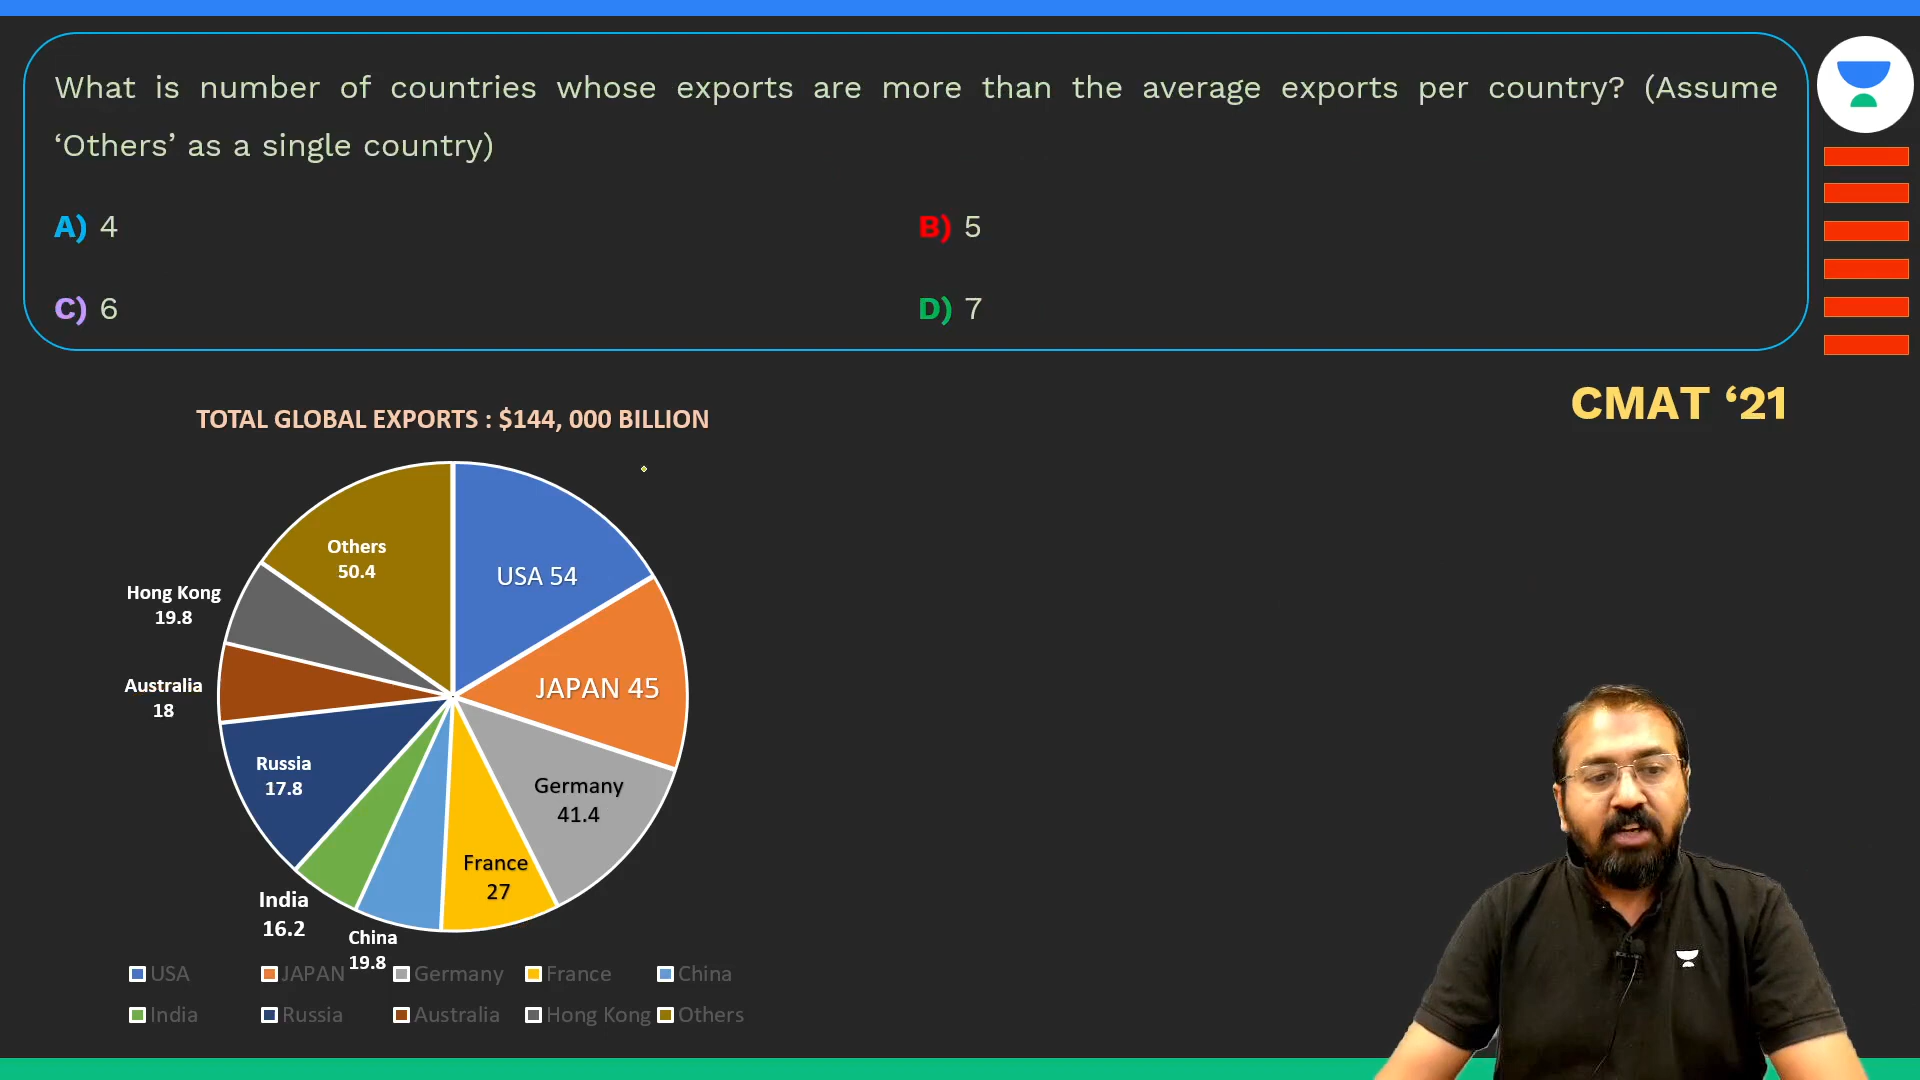 What is number of countries whose exports are more than the average exports per country? (Assume
‘Others’ as a single country)
A) 4
B) 5
C) 6
D) 7
CMAT ‘21
TOTAL GLOBAL EXPORTS : $144, 000 BILLION
Others
50.4
USA 54
Hong Kong
19.8
JAPAN 45
Australia
18
Russia
17.8
Germany
41.4
France
27
India
16.2
China
19.8
USA JAPAN Germany France China
India Russia Australia Hong Kong Others